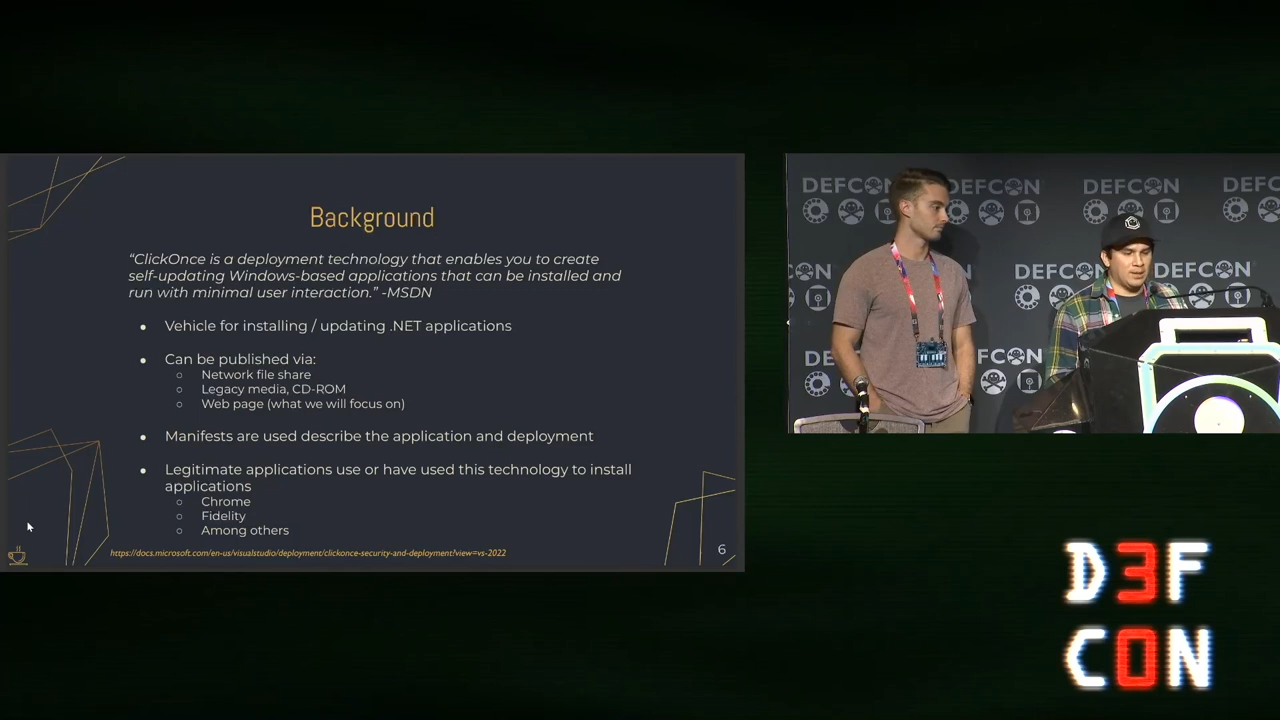 Background
“ClickOnce is a deployment technology that enables you to create
self-updating Windows-based applications that can be installed and
run with minimal user interaction.” -MSDN
Vehicle for installing / updating .NET applications
Can be published via:
Network file share
Legacy media, CD-ROM
Web page (what we will focus on)
Manifests are used describe the application and deployment
Legitimate applications use or have used this technology to install
applications
Chrome
Fidelity
Among others
https://docs.microsoft.com/en-us/visualstudio/deployment/clickonce-security-and-deployment?view=vs-2022
6
DEFCON
DEFCON
DEFCON
DEFC
DEFCON
DEFCON
DEF
FCON
D3F
C0N